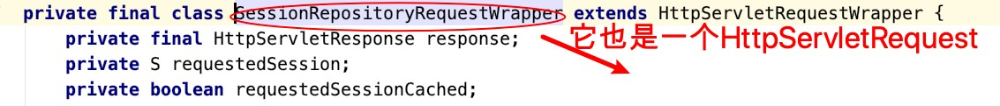 private final class SessionRepositoryRequestWrapper extends HttpServletRequestWrapper {
private final HttpServletResponse response;
它也是一个HttpServletRequest
private S requestedSession;
private boolean requestedSessionCached;